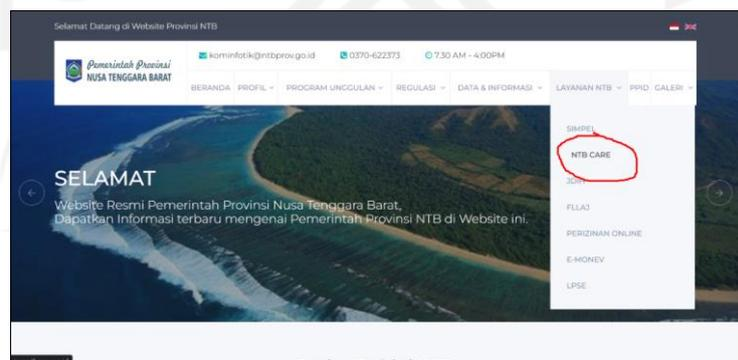 Selamat Datang di Website Provinsi NTB
Pemerintah Provinsi
NUSA TENGGARA BARAT
kominfotik@ntbprov.go.id 0370-622373 7.30 AM - 4:00PM
BERANDA PROFIL PROGRAM UNGGULAN REGULASI DATA & INFORMASI LAYANAN NTB PPID GALERI
SIMPEL
NTB CARE
JDIH
FLLAJ
PERIZINAN ONLINE
E-MONEV
LPSE
SELAMAT
Website Resmi Pemerintah Provinsi Nusa Tenggara Barat,
Dapatkan Informasi terbaru mengenai Pemerintah Provinsi NTB di Website ini.